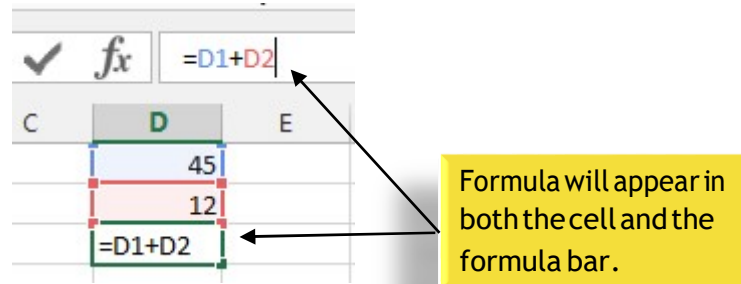 fx =D1+D2
C D E
45
12
=D1+D2
Formula will appear in
both the cell and the
formula bar.